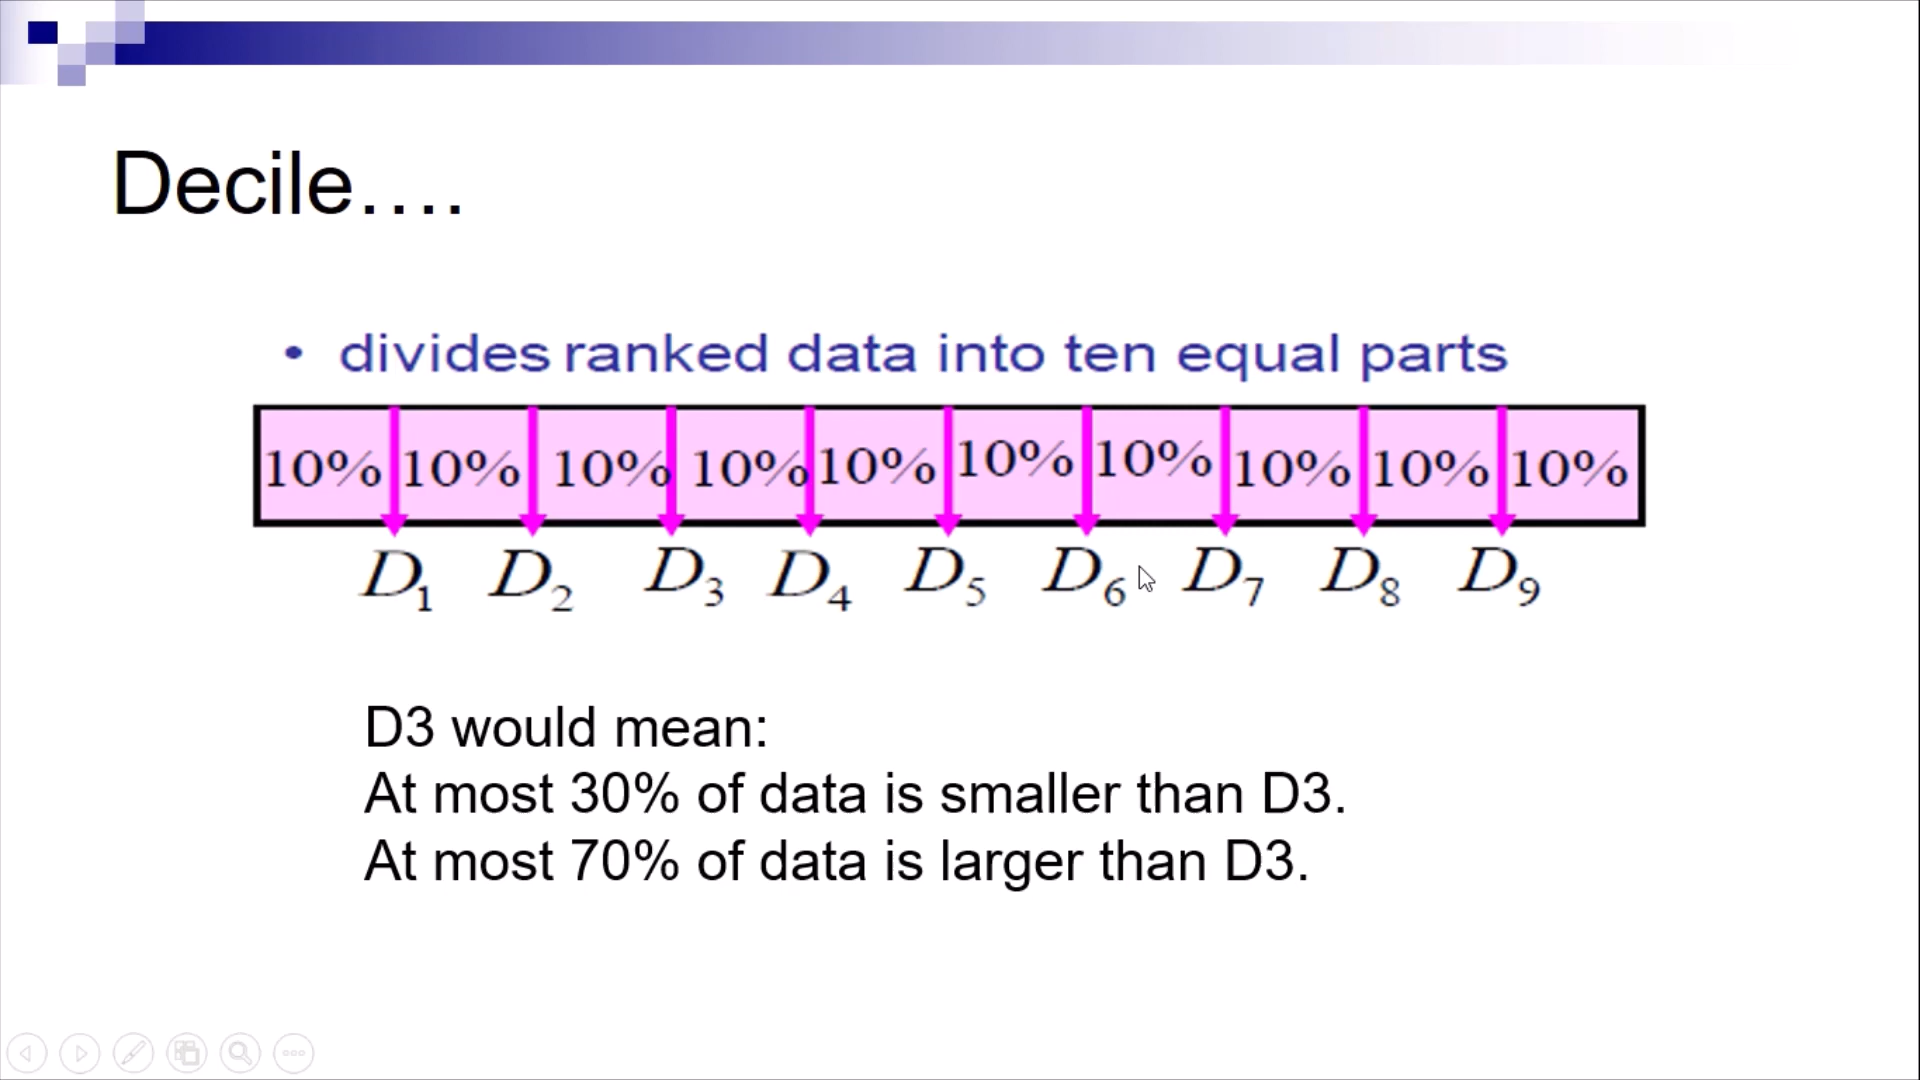 Decile….
• divides ranked data into ten equal parts
10% 10% 10% 10% 10% 10% 10% 10% 10% 10%
D₁ D₂ D₃ D₄ D₅ D₆ D₇ D₈ D₉
D3 would mean:
At most 30% of data is smaller than D3.
At most 70% of data is larger than D3.